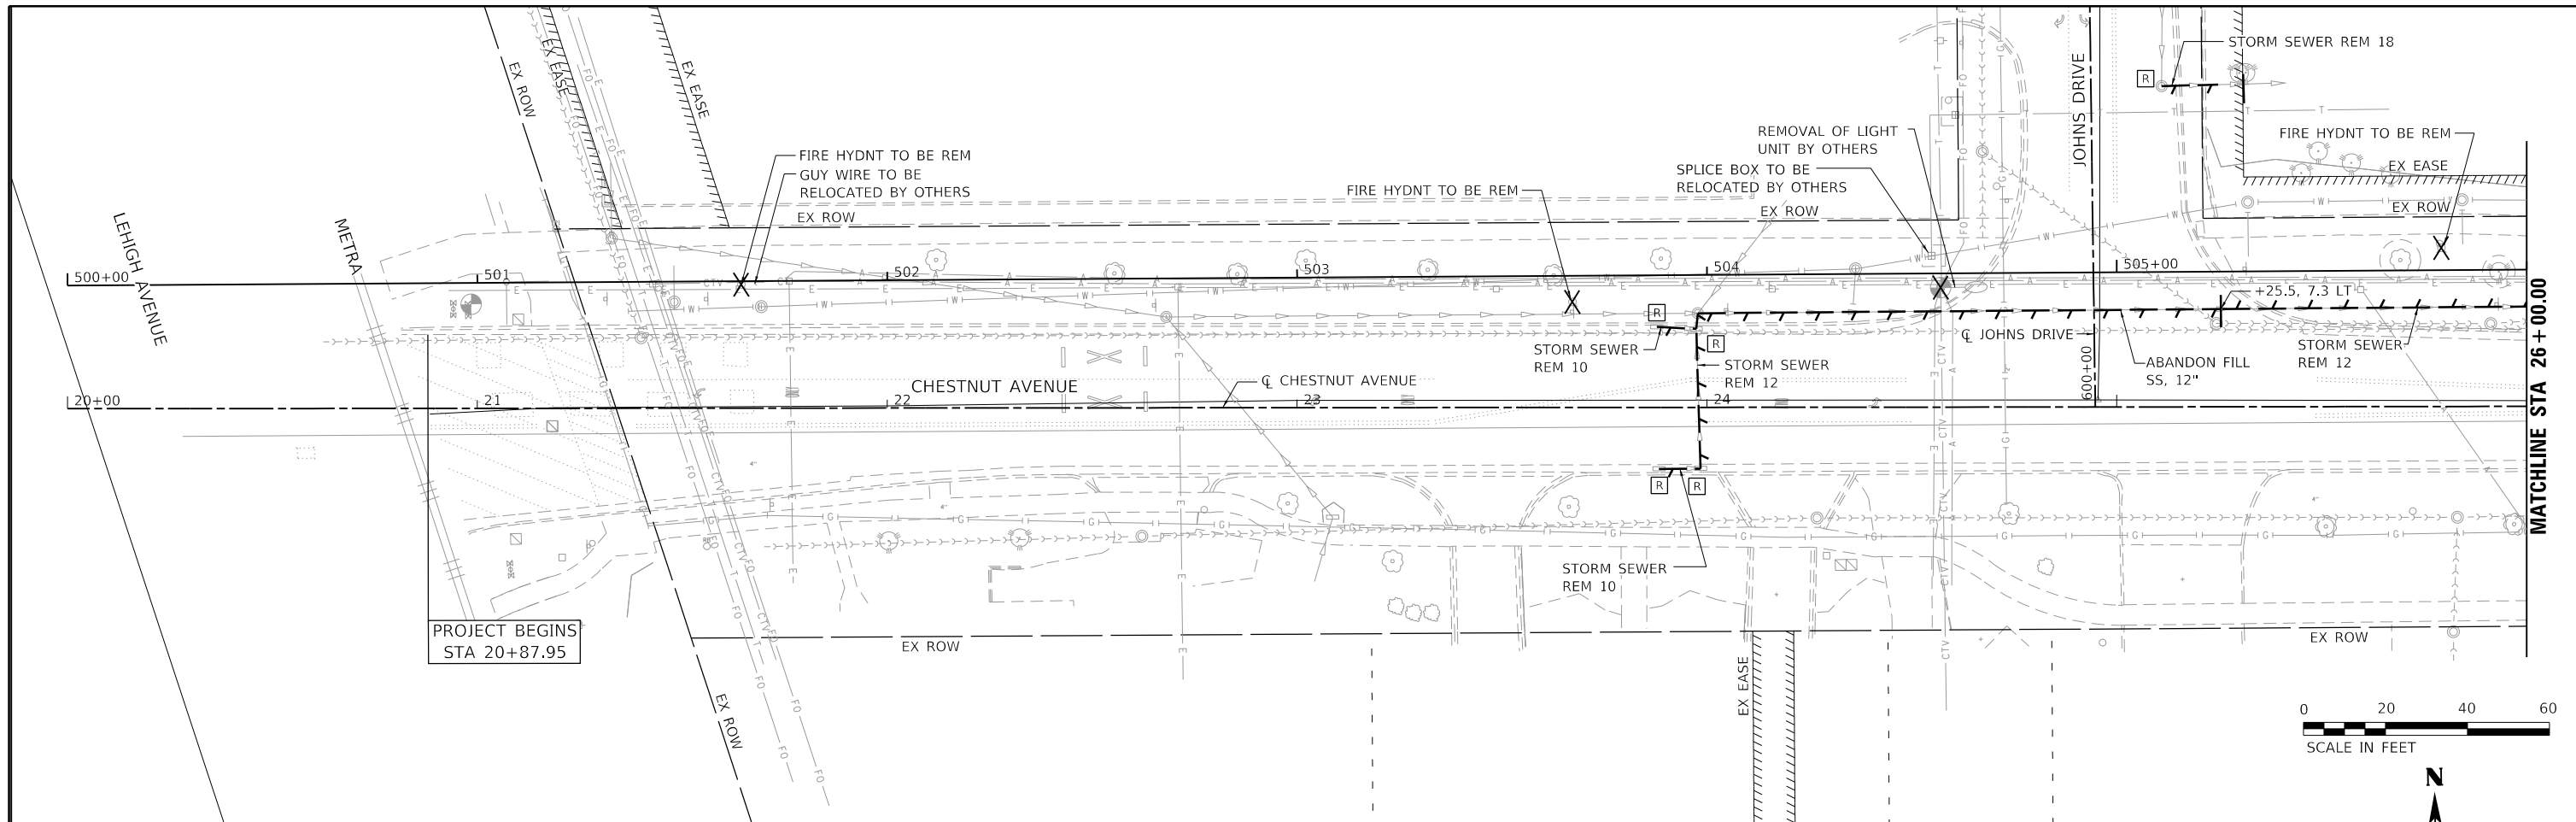 EX EASE
EX ROW
EX EASE
STORM SEWER REM 18
R
JOHNS DRIVE
REMOVAL OF LIGHT
UNIT BY OTHERS
FIRE HYDNT TO BE REM
EX EASE
FIRE HYDNT TO BE REM
GUY WIRE TO BE
RELOCATED BY OTHERS
SPLICE BOX TO BE
RELOCATED BY OTHERS
FIRE HYDNT TO BE REM
EX ROW
EX ROW
EX ROW
LEHIGH AVENUE
METRA
500+00
501
502
503
504
505+00
+25.5, 7.3 LT
R
R
STORM SEWER
REM 10
STORM SEWER
REM 12
℄ JOHNS DRIVE
600+00
ABANDON FILL
SS, 12"
STORM SEWER
REM 12
MATCHLINE STA 26+00.00
CHESTNUT AVENUE
℄ CHESTNUT AVENUE
20+00
21
22
23
24
R
R
STORM SEWER
REM 10
PROJECT BEGINS
STA 20+87.95
EX ROW
EX ROW
EX ROW
EX EASE
0 20 40 60
SCALE IN FEET
N